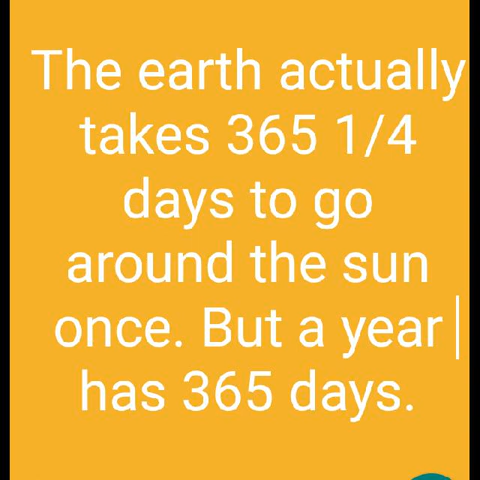 The earth actually
takes 365 1/4
days to go
around the sun
once. But a year
has 365 days.